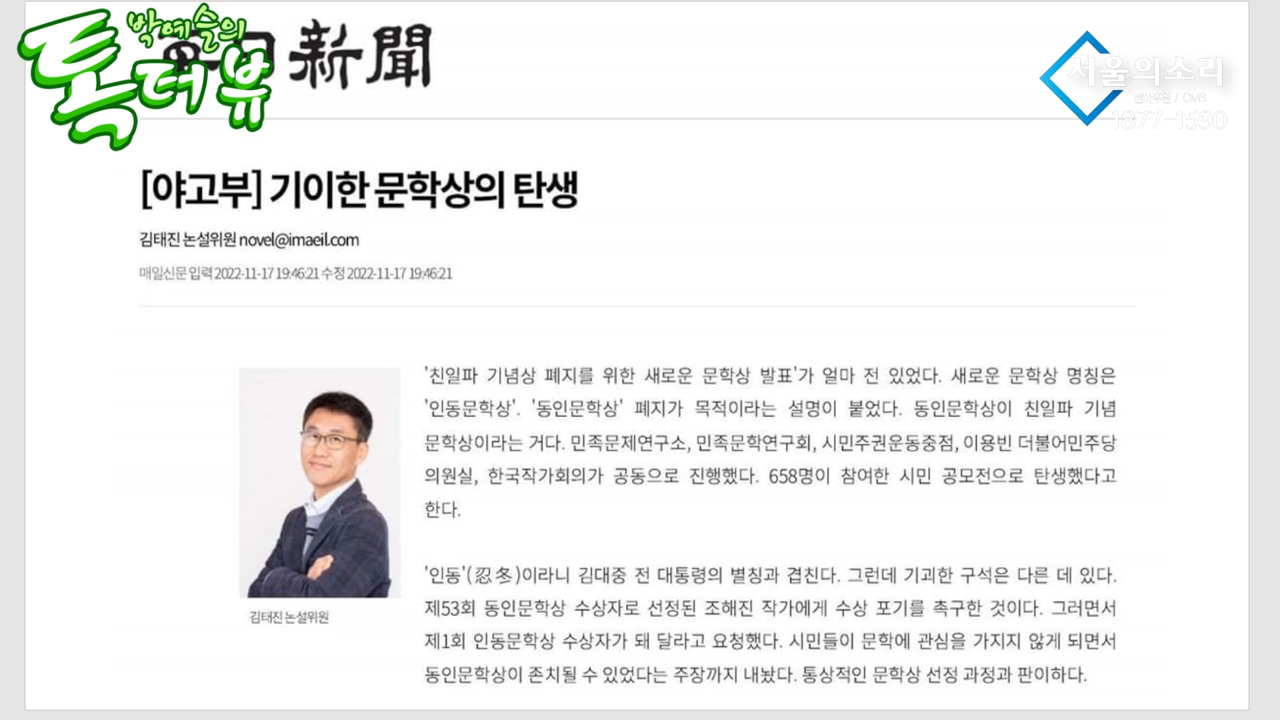 박예슬의
톡터뷰
新聞
서울의소리
1877-1590
[야고부] 기이한 문학상의 탄생
김태진 논설위원 novel@imaeil.com
매일신문 입력 2022-11-17 19:46:21 수정 2022-11-17 19:46:21
'친일파 기념상 폐지를 위한 새로운 문학상 발표'가 얼마 전 있었다. 새로운 문학상 명칭은
'인동문학상'. '동인문학상' 폐지가 목적이라는 설명이 붙었다. 동인문학상이 친일파 기념
문학상이라는 거다. 민족문제연구소, 민족문학연구회, 시민주권운동중점, 이용빈 더불어민주당
의원실, 한국작가회의가 공동으로 진행했다. 658명이 참여한 시민 공모전으로 탄생했다고
한다.
'인동'(忍冬)이라니 김대중 전 대통령의 별칭과 겹친다. 그런데 기괴한 구석은 다른 데 있다.
제53회 동인문학상 수상자로 선정된 조해진 작가에게 수상 포기를 촉구한 것이다. 그러면서
제1회 인동문학상 수상자가 돼 달라고 요청했다. 시민들이 문학에 관심을 가지지 않게 되면서
동인문학상이 존치될 수 있었다는 주장까지 내놨다. 통상적인 문학상 선정 과정과 판이하다.
김태진 논설위원